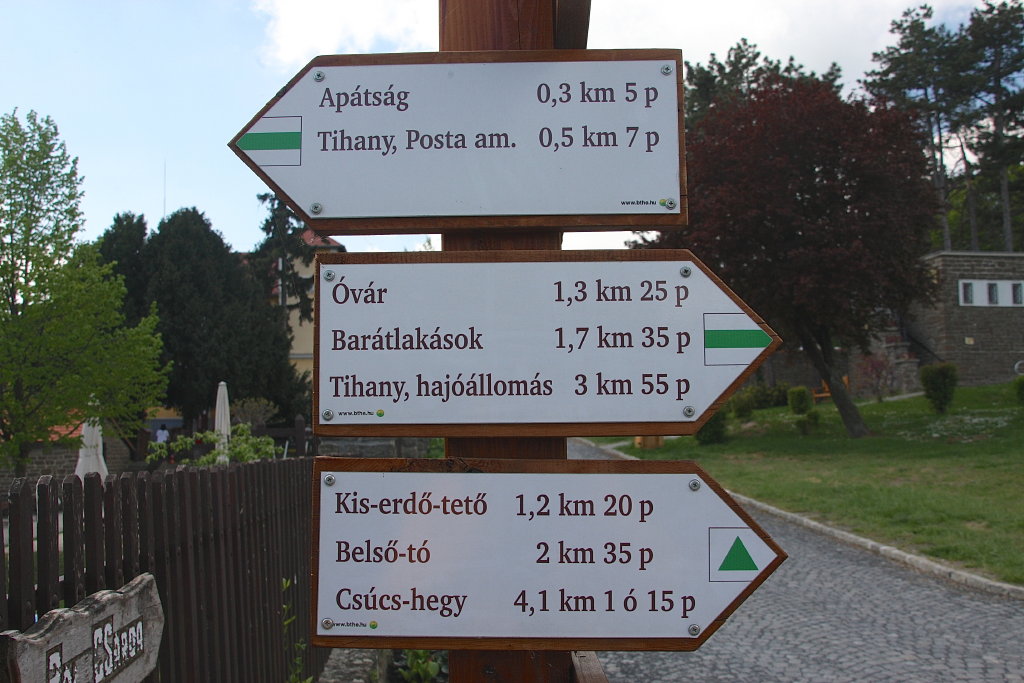 Apátság 0,3 km 5 p
Tihany, Posta am. 0,5 km 7 p
www.bthe.hu
Óvár 1,3 km 25 p
Barátlakások 1,7 km 35 p
Tihany, hajóállomás 3 km 55 p
www.bthe.hu
Kis-erdő-tető 1,2 km 20 p
Belső-tó 2 km 35 p
Csúcs-hegy 4,1 km 1 ó 15 p
www.bthe.hu
CSárda